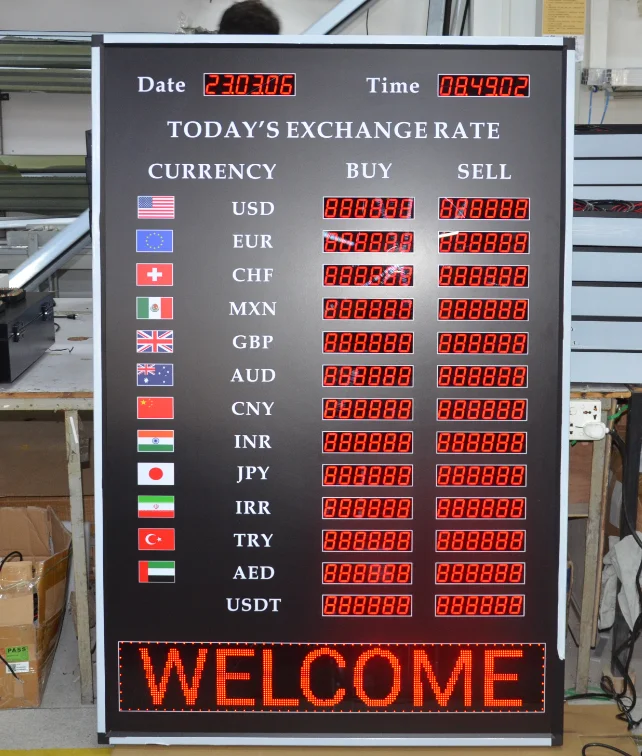 Date 23.03.06 Time 08.49.02
TODAY'S EXCHANGE RATE
CURRENCY BUY SELL
USD 888888 888888
EUR 888888 888888
CHF 888888 888888
MXN 888888 888888
GBP 888888 888888
AUD 888888 888888
CNY 888888 888888
INR 888888 888888
JPY 888888 888888
IRR 888888 888888
TRY 888888 888888
AED 888888 888888
USDT 888888 888888
WELCOME
PASS